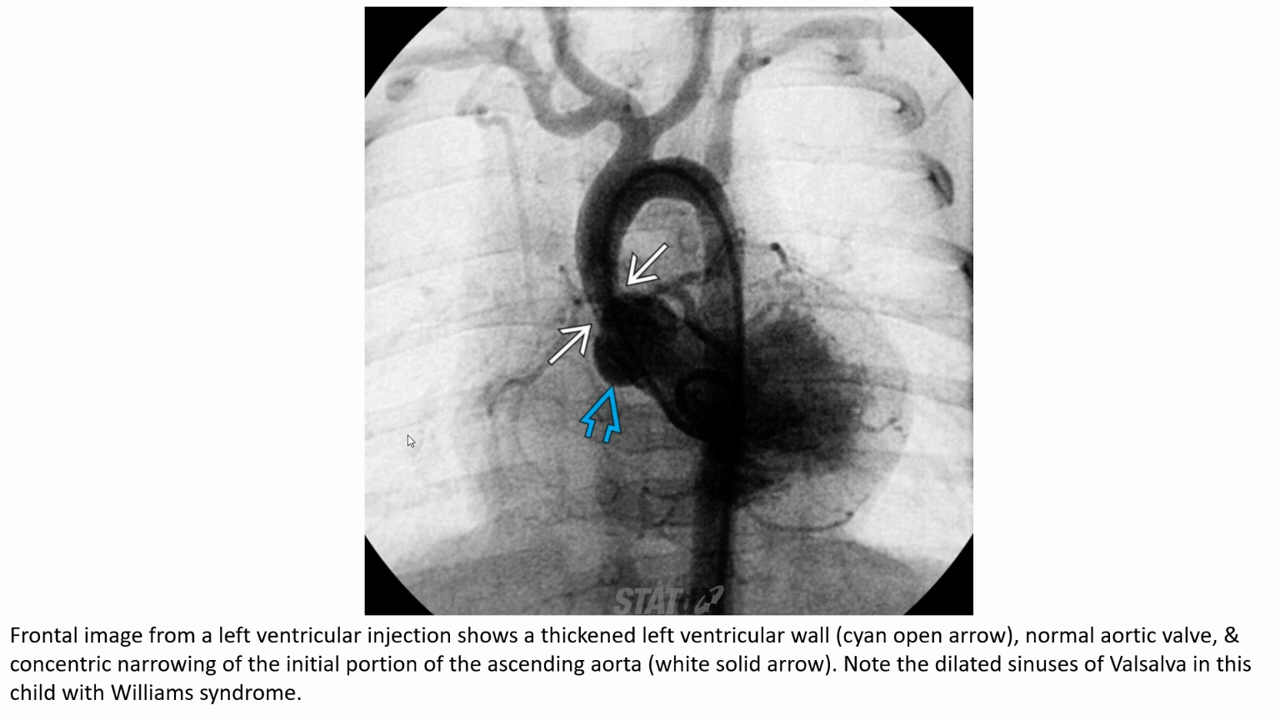 STAT
Frontal image from a left ventricular injection shows a thickened left ventricular wall (cyan open arrow), normal aortic valve, &
concentric narrowing of the initial portion of the ascending aorta (white solid arrow). Note the dilated sinuses of Valsalva in this
child with Williams syndrome.